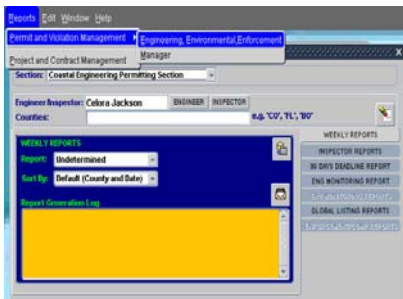 Reports Edit Window Help
Permit and Violation Management Engineering, Environmental,Enforcement
Project and Contract Management Manager
Section: Coastal Engineering Permitting Section
Engineer/Inspector: Celora Jackson ENGINEER INSPECTOR
Counties: e.g. 'CO', 'FL', 'BO'
WEEKLY REPORTS
WEEKLY REPORTS
INSPECTOR REPORTS
Report: Undetermined
90 DAYS DEADLINE REPORT
Sort By: Default (County and Date)
ENG MONITORING REPORT
Report Generation Log
GLOBAL LISTING REPORTS